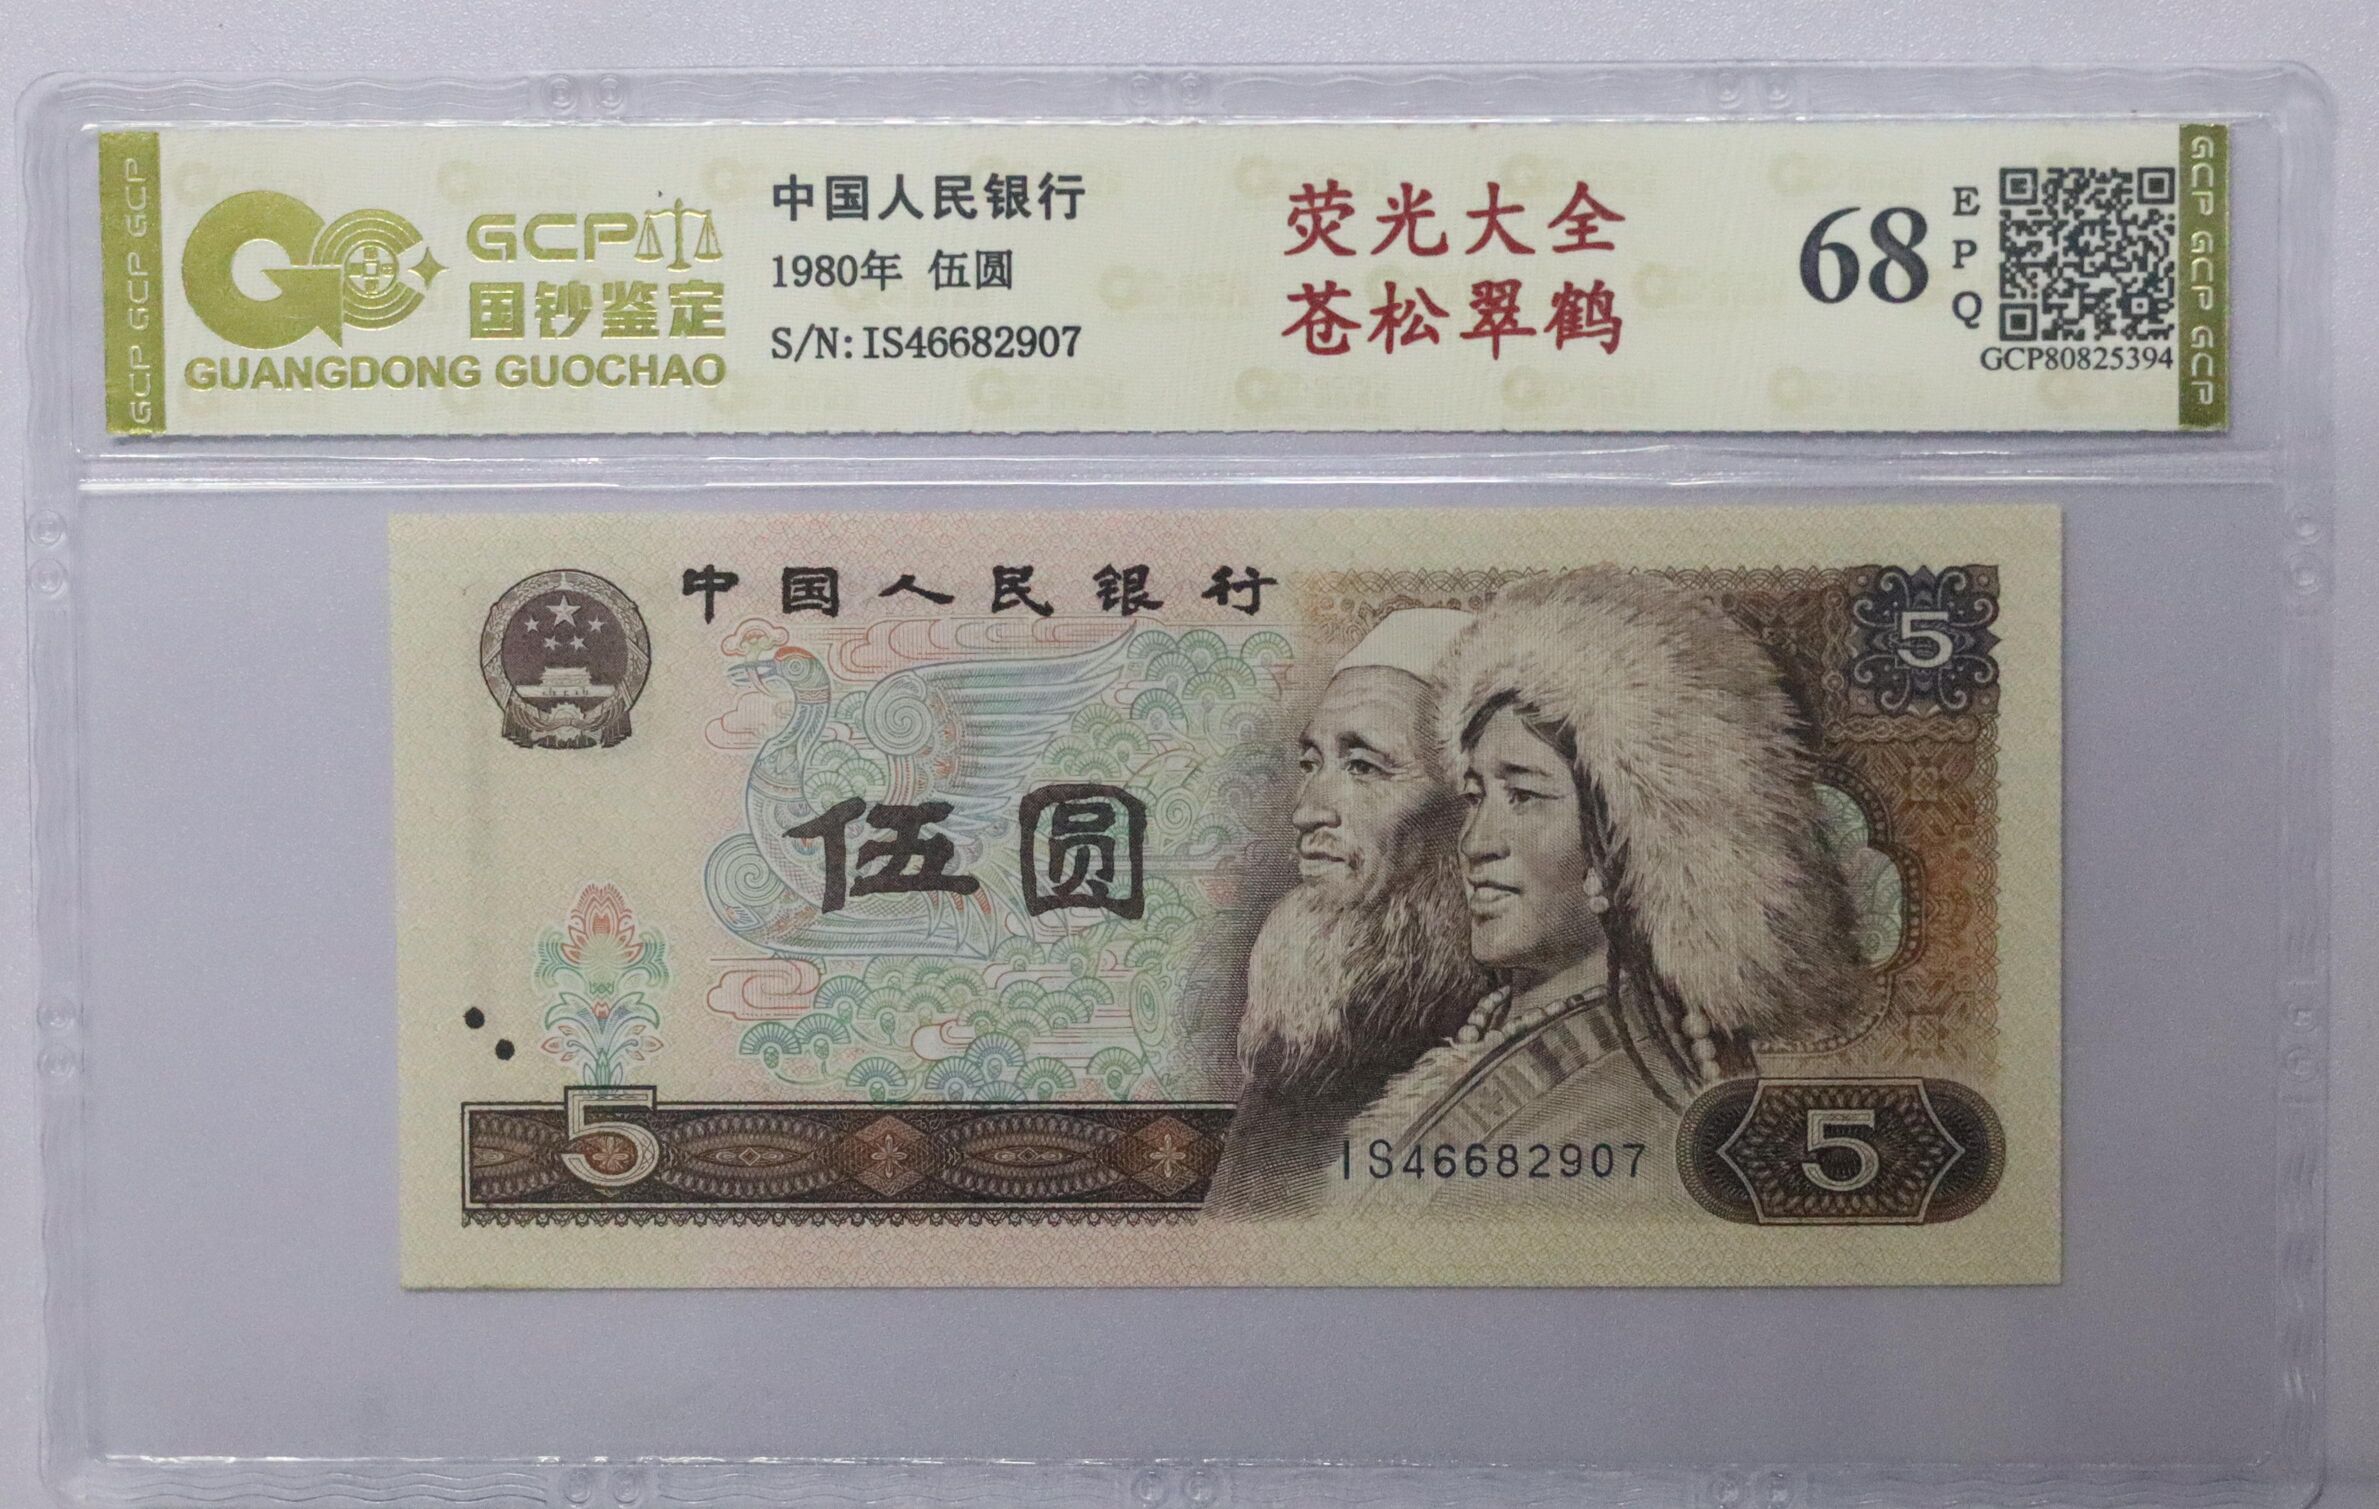 GCP GCP GCP
GCP
国钞鉴定
GUANGDONG GUOCHAO
中国人民银行
1980年 伍圆
S/N: IS46682907
荧光大全
苍松翠鹤
68
E
P
Q
GCP80825394
GCP GCP GCP
中国人民银行
5
伍圆
5
IS46682907
5